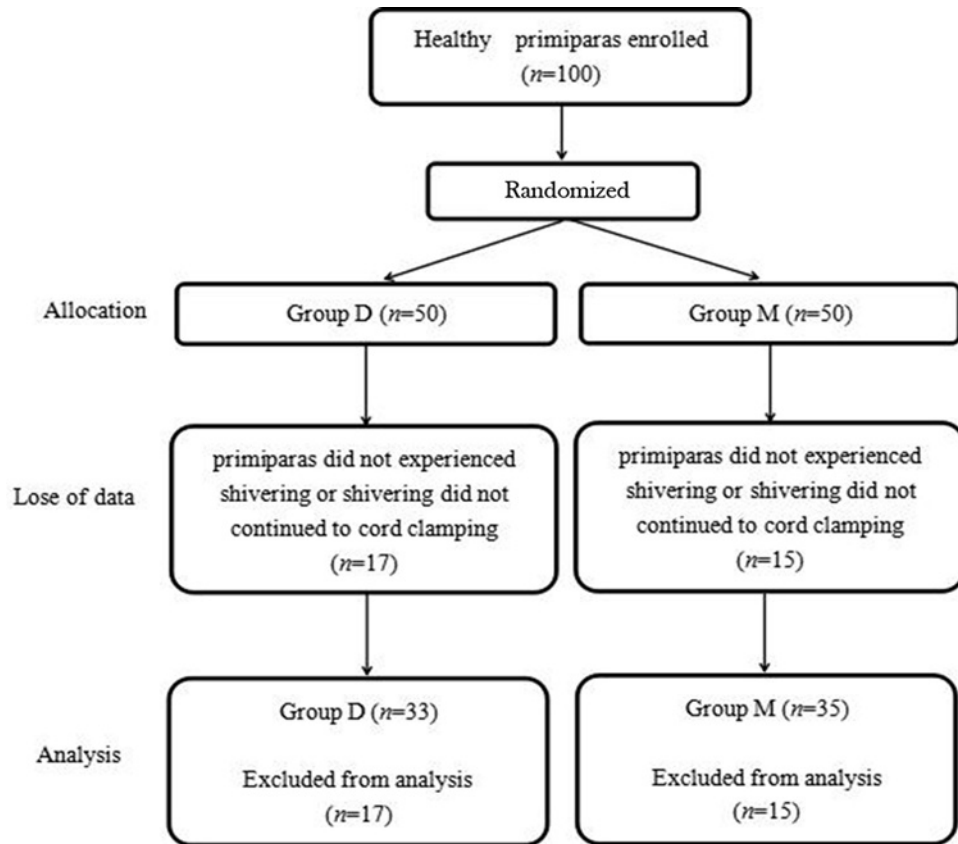 Healthy primiparas enrolled
(n=100)
Randomized
Allocation
Group D (n=50)
Group M (n=50)
Lose of data
primiparas did not experienced
shivering or shivering did not
continued to cord clamping
(n=17)
primiparas did not experienced
shivering or shivering did not
continued to cord clamping
(n=15)
Analysis
Group D (n=33)
Excluded from analysis
(n=17)
Group M (n=35)
Excluded from analysis
(n=15)